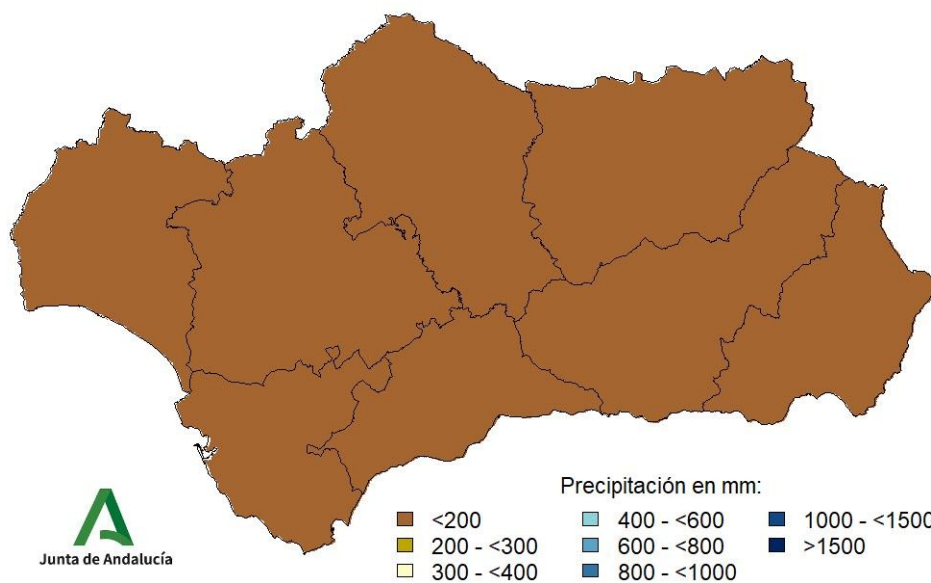 Precipitación en mm:
<200
400 - <600
1000 - <1500
200 - <300
600 - <800
>1500
300 - <400
800 - <1000
Junta de Andalucía